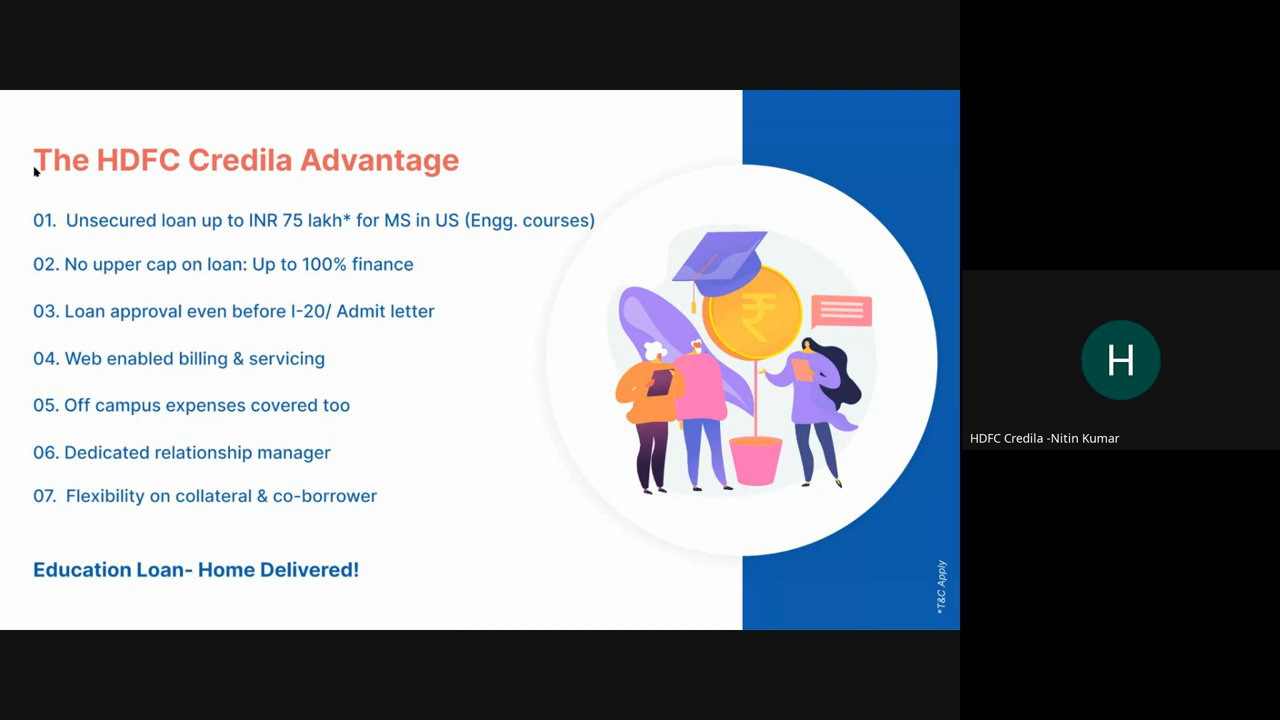 The HDFC Credila Advantage
01. Unsecured loan up to INR 75 lakh* for MS in US (Engg. courses)
02. No upper cap on loan: Up to 100% finance
03. Loan approval even before I-20/ Admit letter
04. Web enabled billing & servicing
05. Off campus expenses covered too
06. Dedicated relationship manager
07. Flexibility on collateral & co-borrower
Education Loan- Home Delivered!
₹
*T&C Apply
H
HDFC Credila -Nitin Kumar